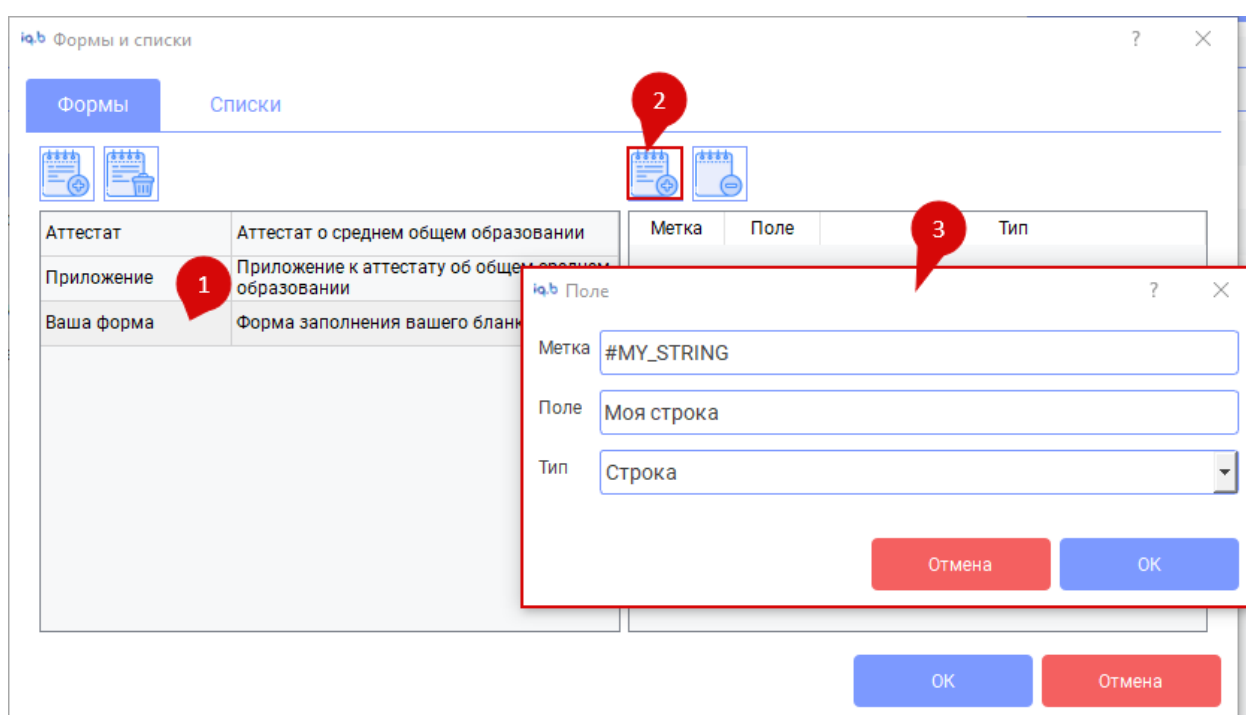 iq.b Формы и списки
Формы Списки
2
Метка Поле Тип
3
Аттестат Аттестат о среднем общем образовании
Приложение Приложение к аттестату об общем среднем
образовании
1
Ваша форма Форма заполнения вашего бланк
iq.b Поле
Метка #MY_STRING
Поле Моя строка
Тип Строка
Отмена ОК
ОК Отмена